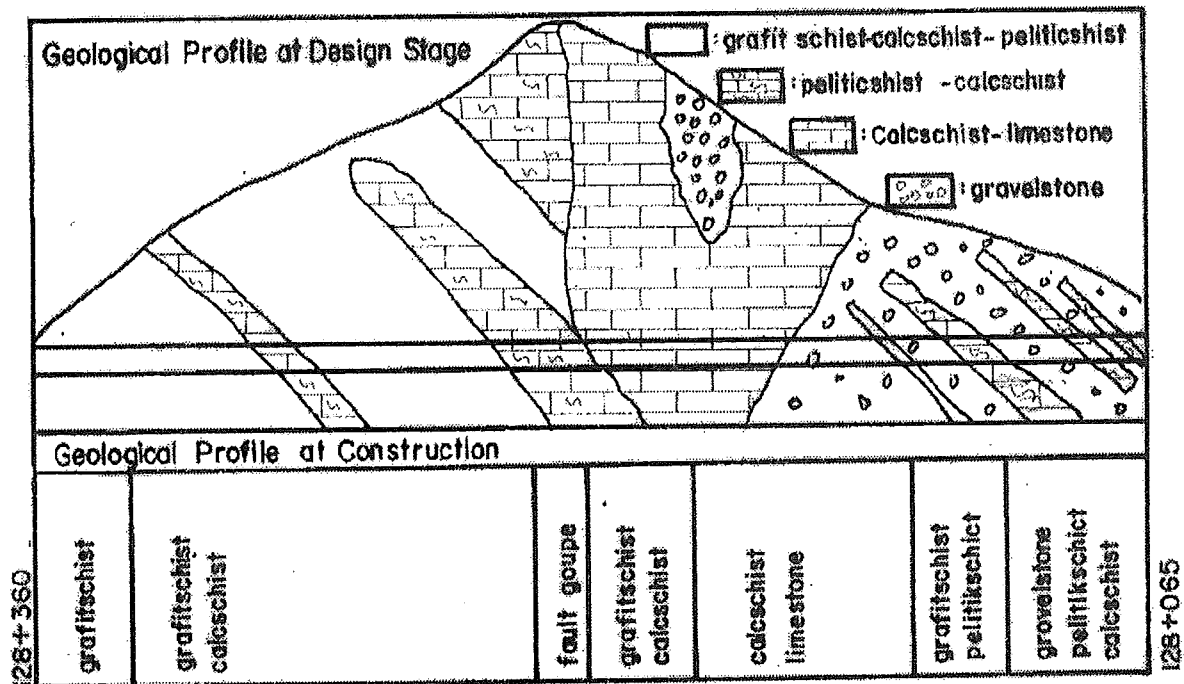 Geological Profile at Design Stage
: grafit schist-calcschist-peliticshist
: peliticshist -calcschist
: Calcschist-limestone
: gravelstone
Geological Profile at Construction
128+360
grafitschist
grafitschist
calcschist
fault goupe
grafitschist
calcschist
calcschist
limestone
grafitschist
pelitikschict
gravelstone
pelitikschict
calcschist
128+065